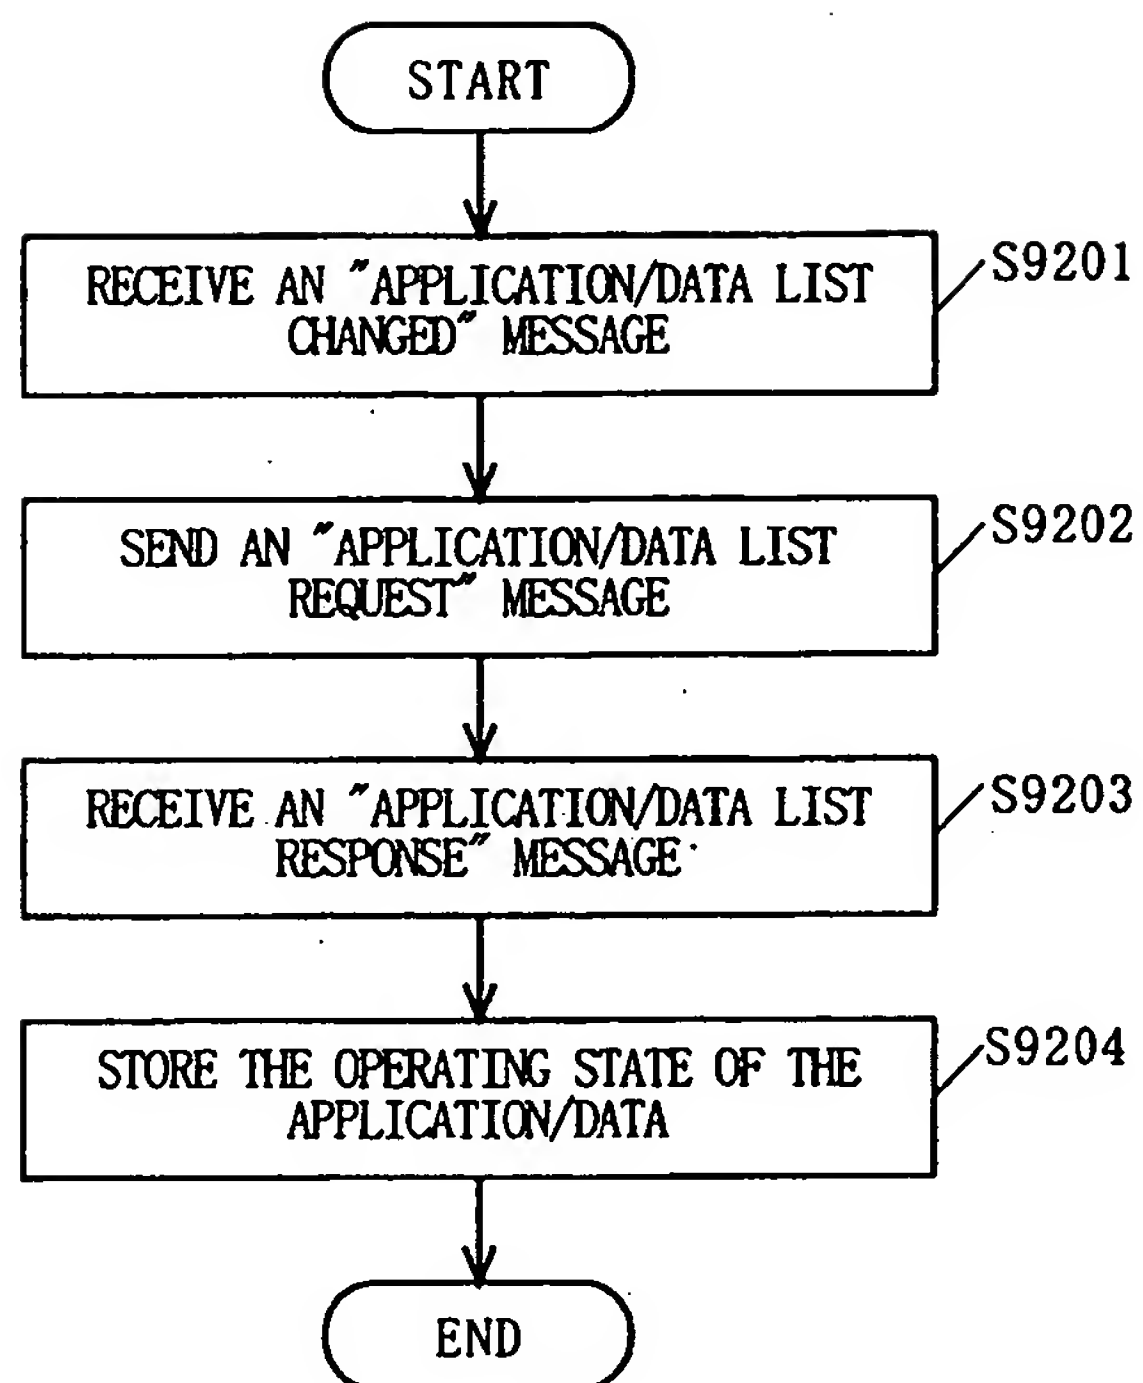 START
RECEIVE AN "APPLICATION/DATA LIST
CHANGED" MESSAGE
S9201
SEND AN "APPLICATION/DATA LIST
REQUEST" MESSAGE
S9202
RECEIVE AN "APPLICATION/DATA LIST
RESPONSE" MESSAGE
S9203
STORE THE OPERATING STATE OF THE
APPLICATION/DATA
S9204
END